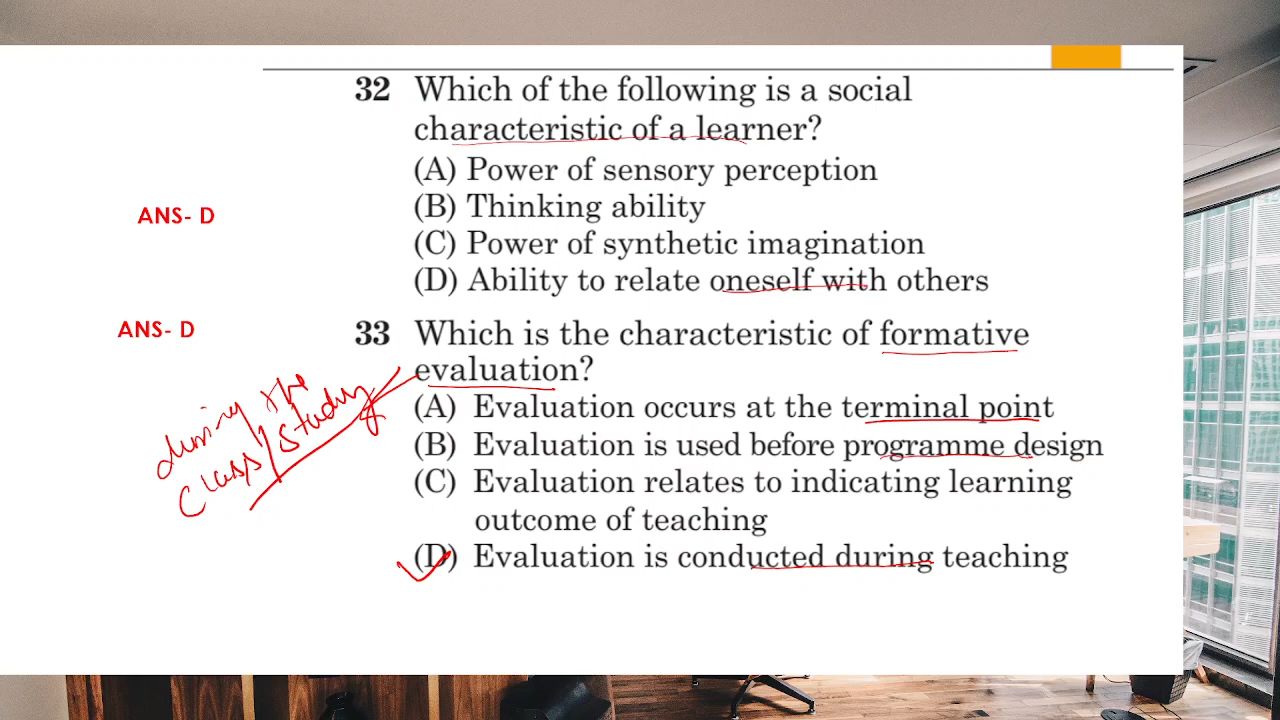 32 Which of the following is a social
characteristic of a learner?
(A) Power of sensory perception
(B) Thinking ability
ANS- D
(C) Power of synthetic imagination
(D) Ability to relate oneself with others
ANS- D
33 Which is the characteristic of formative
evaluation?
(A) Evaluation occurs at the terminal point
(B) Evaluation is used before programme design
(C) Evaluation relates to indicating learning
outcome of teaching
(D) Evaluation is conducted during teaching
during the
class/study